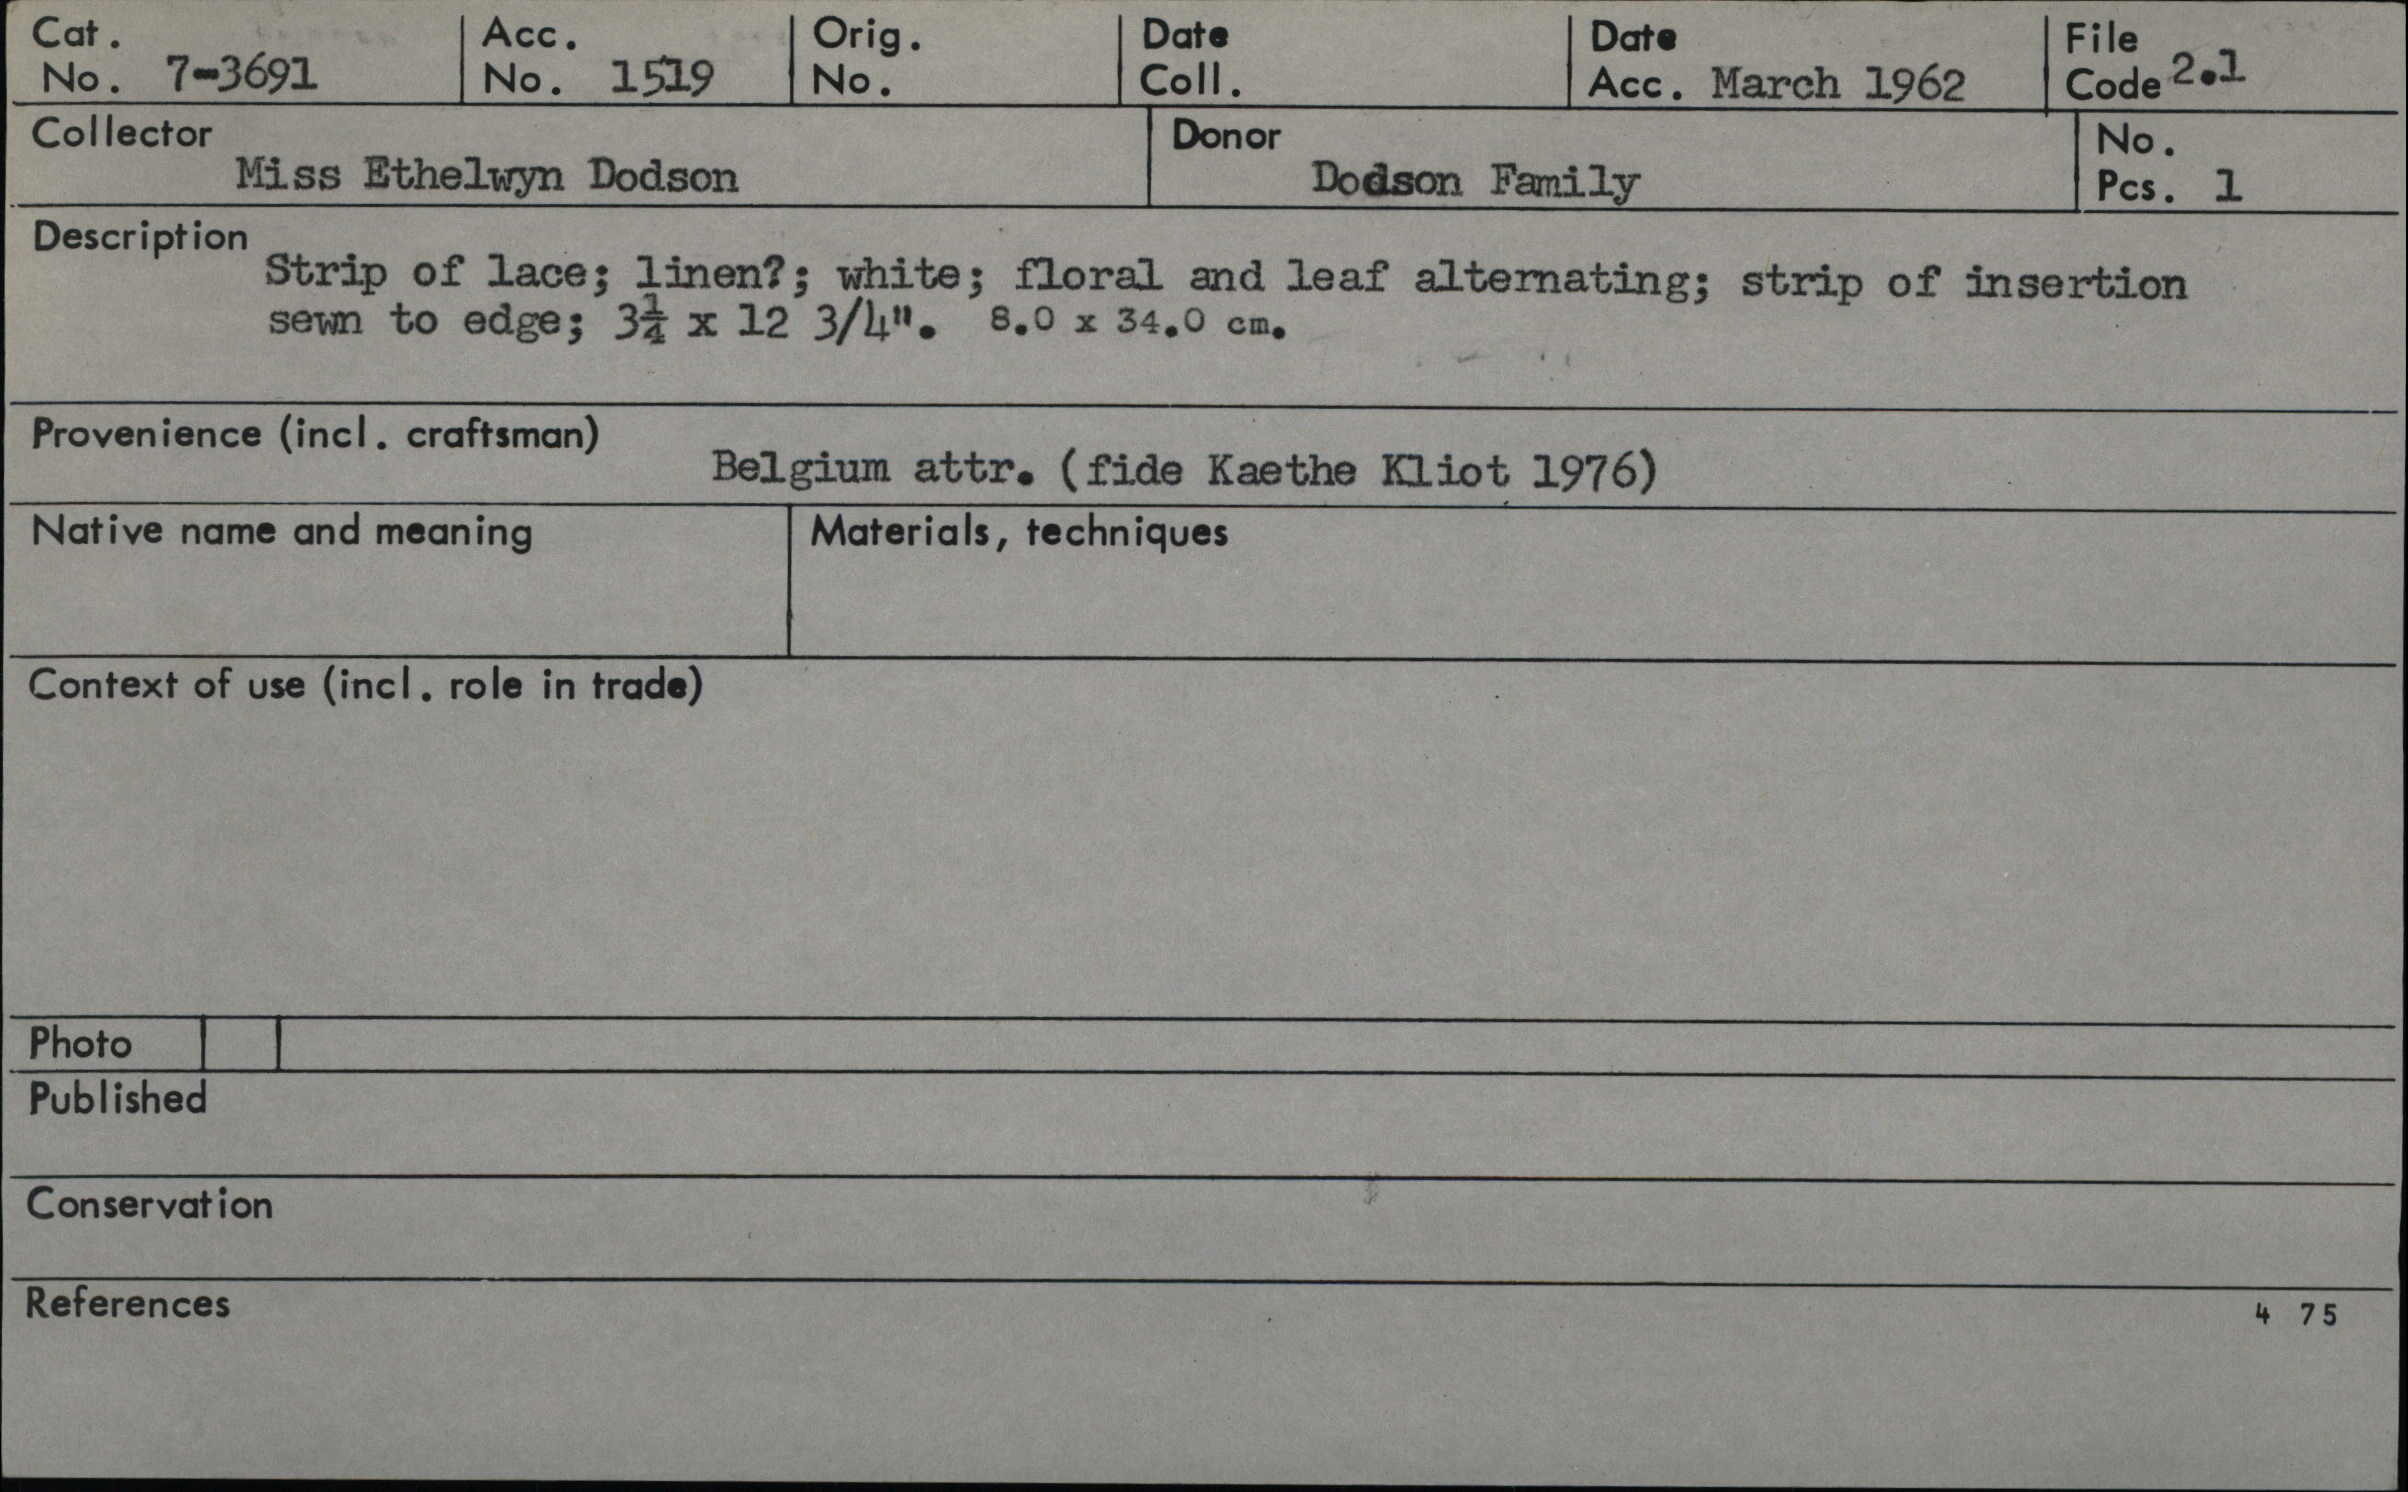 Cat. No. 7-3691
Acc. No. 1519
Orig. No.
Date Coll.
Date Acc. March 1962
File Code 2.1
Collector
Miss Ethelwyn Dodson
Donor
Dodson Family
No. Pcs. 1
Description
Strip of lace; linen?; white; floral and leaf alternating; strip of insertion
sewn to edge; 3¼ x 12 3/4". 8.0 x 34.0 cm.
Provenience (incl. craftsman)
Belgium attr. (fide Kaethe Kliot 1976)
Native name and meaning
Materials, techniques
Context of use (incl. role in trade)
Photo
Published
Conservation
References
4 75